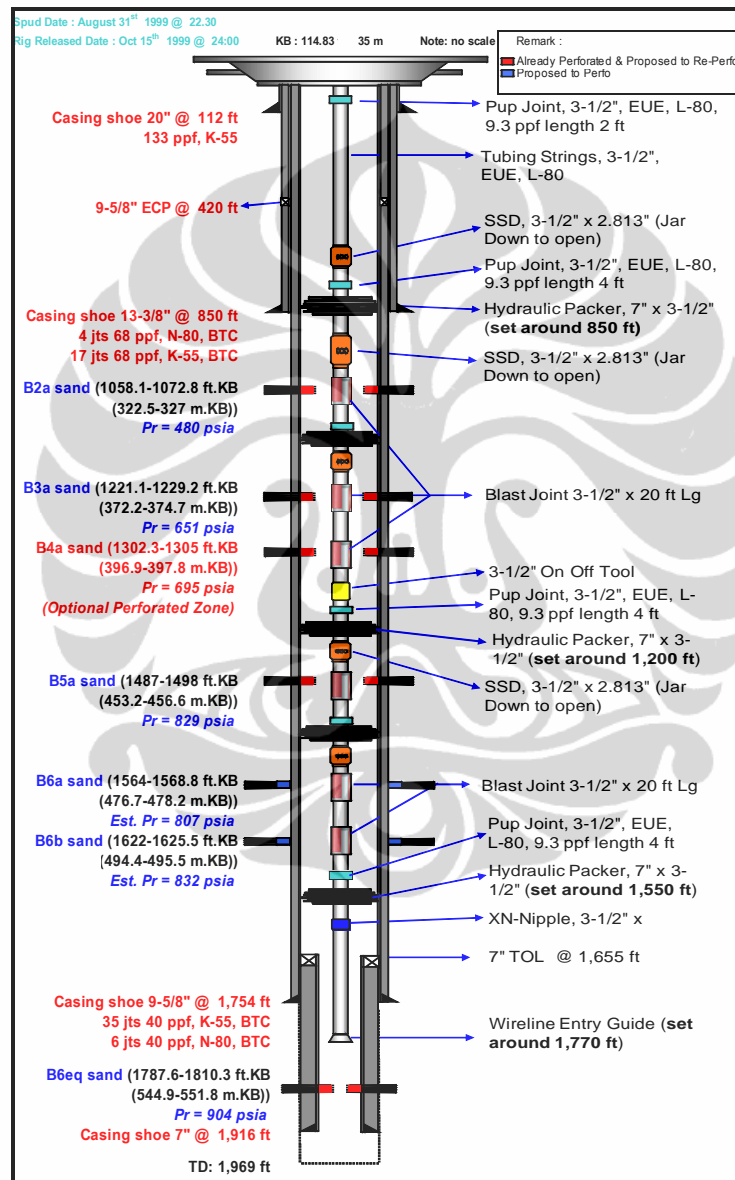 Spud Date : August 31st 1999 @ 22.30
Rig Released Date : Oct 15th 1999 @ 24:00
KB : 114.83 35 m
Note: no scale
Remark :
Already Perforated & Proposed to Re-Perfo
Proposed to Perfo
Casing shoe 20" @ 112 ft
133 ppf, K-55
9-5/8" ECP @ 420 ft
Casing shoe 13-3/8" @ 850 ft
4 jts 68 ppf, N-80, BTC
17 jts 68 ppf, K-55, BTC
B2a sand (1058.1-1072.8 ft.KB
(322.5-327 m.KB))
Pr = 480 psia
B3a sand (1221.1-1229.2 ft.KB
(372.2-374.7 m.KB))
Pr = 651 psia
B4a sand (1302.3-1305 ft.KB
(396.9-397.8 m.KB))
Pr = 695 psia
(Optional Perforated Zone)
B5a sand (1487-1498 ft.KB
(453.2-456.6 m.KB))
Pr = 829 psia
B6a sand (1564-1568.8 ft.KB
(476.7-478.2 m.KB))
Est. Pr = 807 psia
B6b sand (1622-1625.5 ft.KB
(494.4-495.5 m.KB))
Est. Pr = 832 psia
Casing shoe 9-5/8" @ 1,754 ft
35 jts 40 ppf, K-55, BTC
6 jts 40 ppf, N-80, BTC
B6eq sand (1787.6-1810.3 ft.KB
(544.9-551.8 m.KB))
Pr = 904 psia
Casing shoe 7" @ 1,916 ft
TD: 1,969 ft
Pup Joint, 3-1/2", EUE, L-80,
9.3 ppf length 2 ft
Tubing Strings, 3-1/2",
EUE, L-80
SSD, 3-1/2" x 2.813" (Jar
Down to open)
Pup Joint, 3-1/2", EUE, L-80,
9.3 ppf length 4 ft
Hydraulic Packer, 7" x 3-1/2"
(set around 850 ft)
SSD, 3-1/2" x 2.813" (Jar
Down to open)
Blast Joint 3-1/2" x 20 ft Lg
3-1/2" On Off Tool
Pup Joint, 3-1/2", EUE, L-
80, 9.3 ppf length 4 ft
Hydraulic Packer, 7" x 3-
1/2" (set around 1,200 ft)
SSD, 3-1/2" x 2.813" (Jar
Down to open)
Blast Joint 3-1/2" x 20 ft Lg
Pup Joint, 3-1/2", EUE,
L-80, 9.3 ppf length 4 ft
Hydraulic Packer, 7" x 3-
1/2" (set around 1,550 ft)
XN-Nipple, 3-1/2" x
7" TOL @ 1,655 ft
Wireline Entry Guide (set
around 1,770 ft)